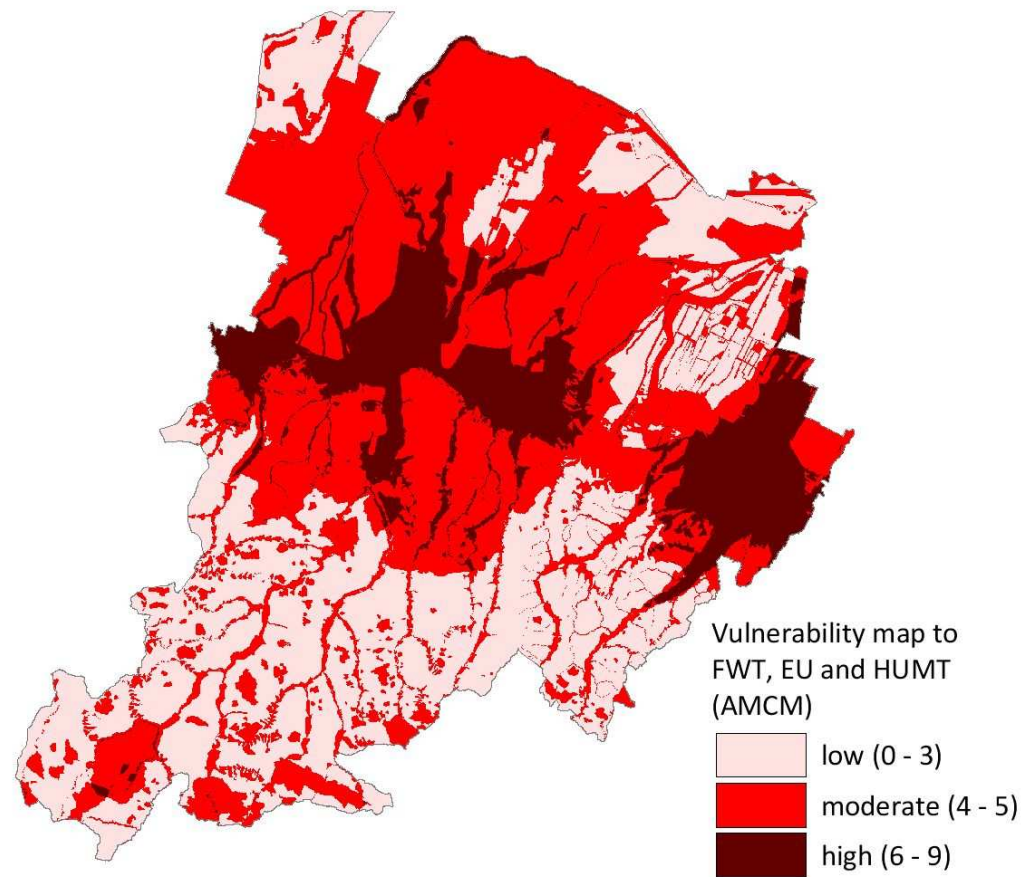 Vulnerability map to
FWT, EU and HUMT
(AMCM)
low (0 - 3)
moderate (4 - 5)
high (6 - 9)